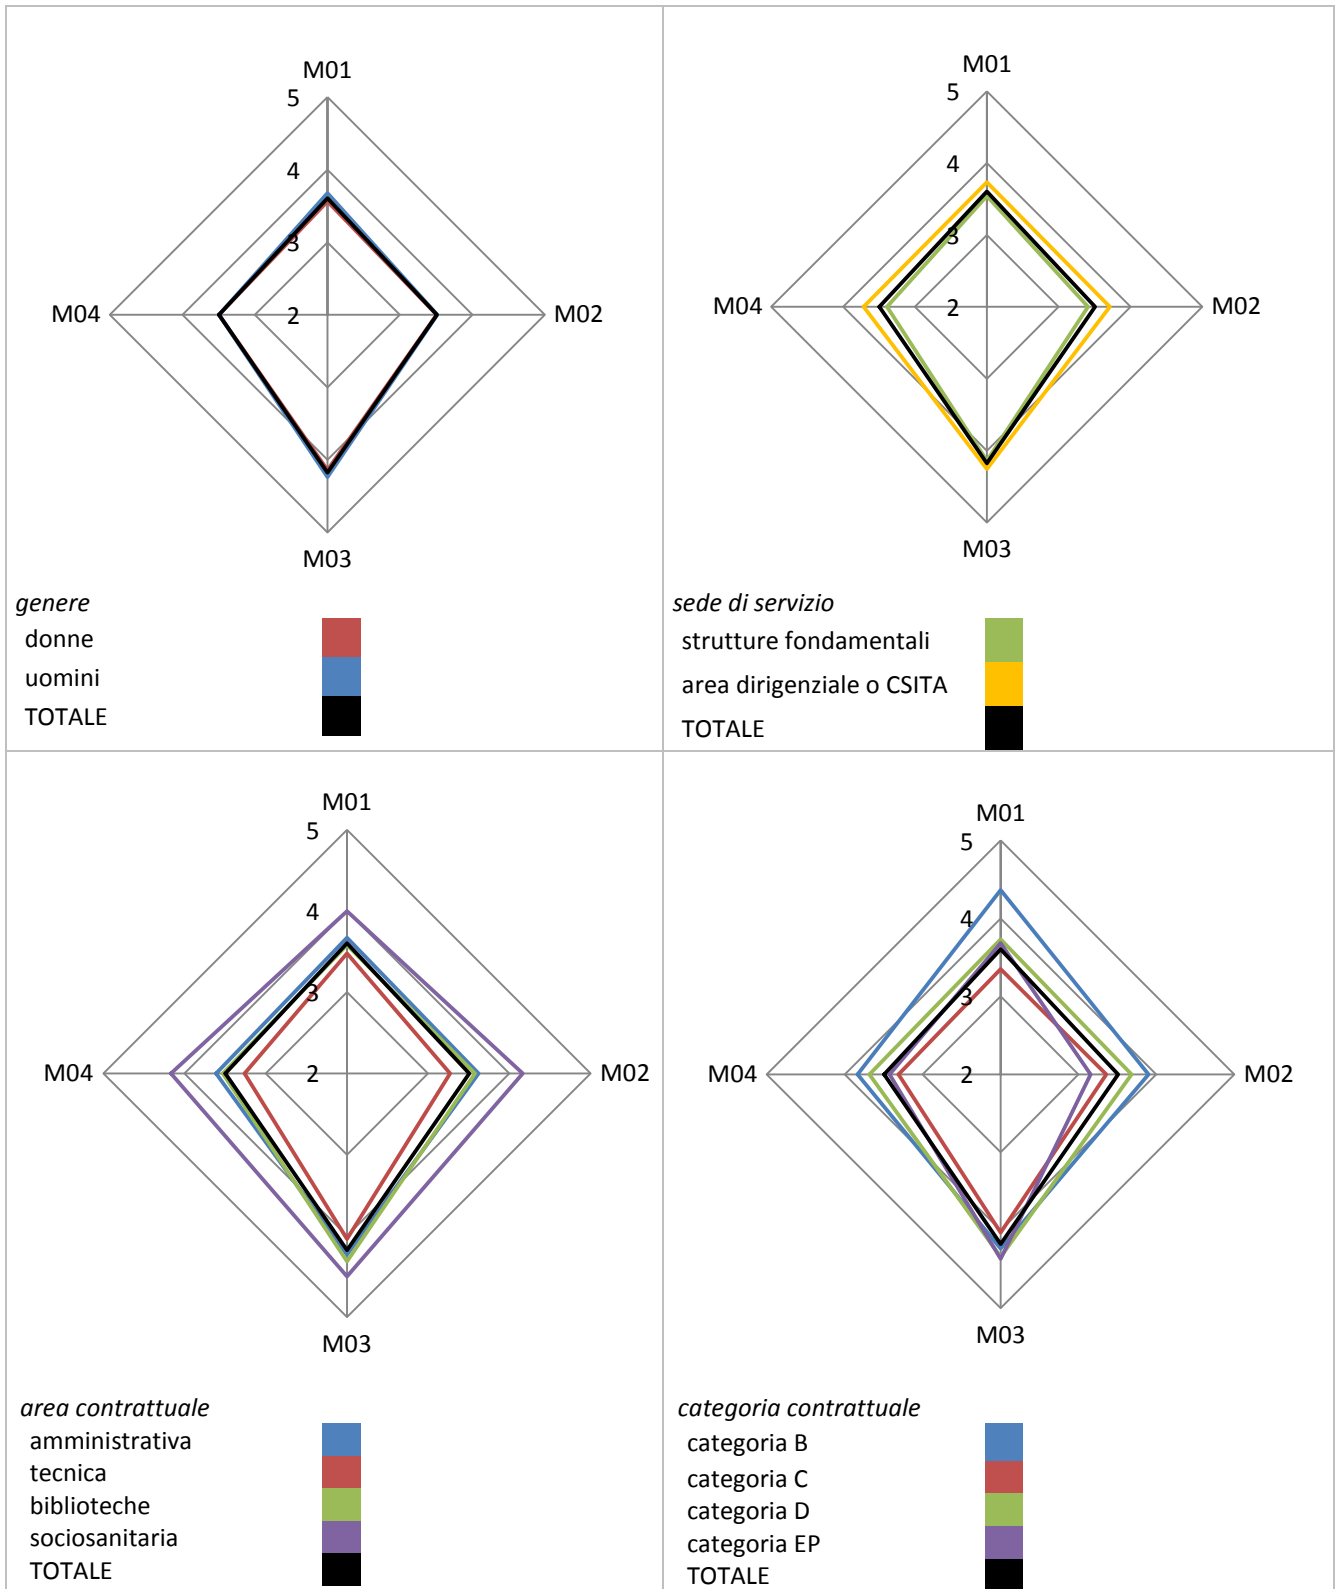 M01
5
4
3
2
M04
M02
M03
genere
donne
uomini
TOTALE
M01
5
4
3
2
M04
M02
M03
sede di servizio
strutture fondamentali
area dirigenziale o CSITA
TOTALE
M01
5
4
3
2
M04
M02
M03
area contrattuale
amministrativa
tecnica
biblioteche
sociosanitaria
TOTALE
M01
5
4
3
2
M04
M02
M03
categoria contrattuale
categoria B
categoria C
categoria D
categoria EP
TOTALE